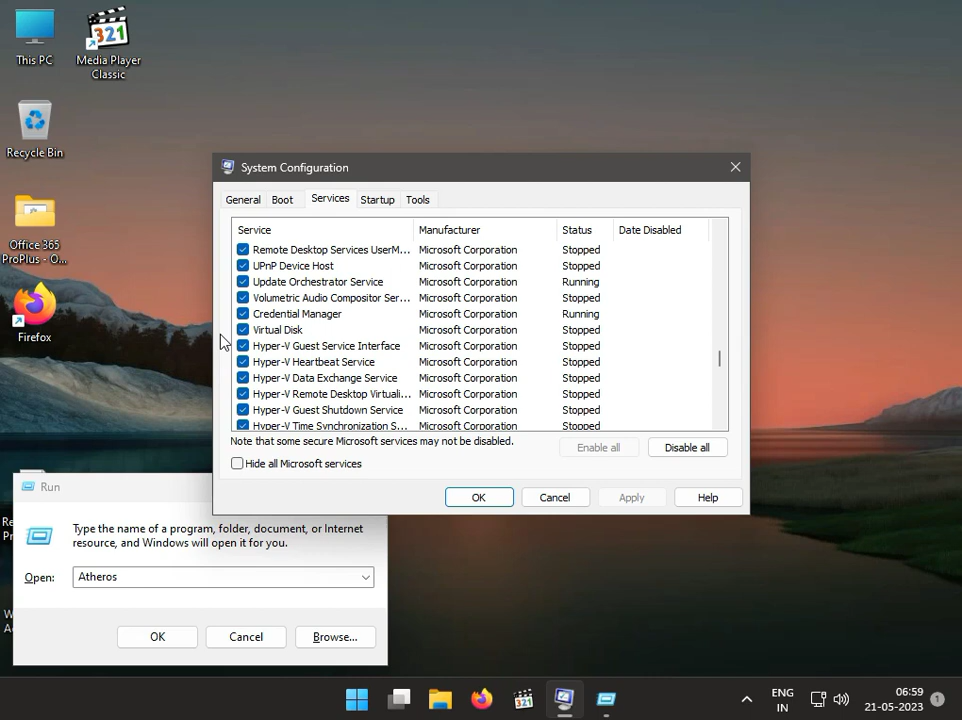 This PC
Media Player
Classic
321
Recycle Bin
Office 365
ProPlus - O...
Firefox
System Configuration
General
Boot
Services
Startup
Tools
Service
Manufacturer
Status
Date Disabled
Remote Desktop Services UserM... Microsoft Corporation Stopped
UPnP Device Host Microsoft Corporation Stopped
Update Orchestrator Service Microsoft Corporation Running
Volumetric Audio Compositor Ser... Microsoft Corporation Stopped
Credential Manager Microsoft Corporation Running
Virtual Disk Microsoft Corporation Stopped
Hyper-V Guest Service Interface Microsoft Corporation Stopped
Hyper-V Heartbeat Service Microsoft Corporation Stopped
Hyper-V Data Exchange Service Microsoft Corporation Stopped
Hyper-V Remote Desktop Virtuali... Microsoft Corporation Stopped
Hyper-V Guest Shutdown Service Microsoft Corporation Stopped
Hyper-V Time Synchronization S... Microsoft Corporation Stopped
Note that some secure Microsoft services may not be disabled.
Enable all
Disable all
Hide all Microsoft services
OK
Cancel
Apply
Help
Run
Type the name of a program, folder, document, or Internet
resource, and Windows will open it for you.
Open: Atheros
OK
Cancel
Browse...
321
ENG
IN
06:59
21-05-2023
1